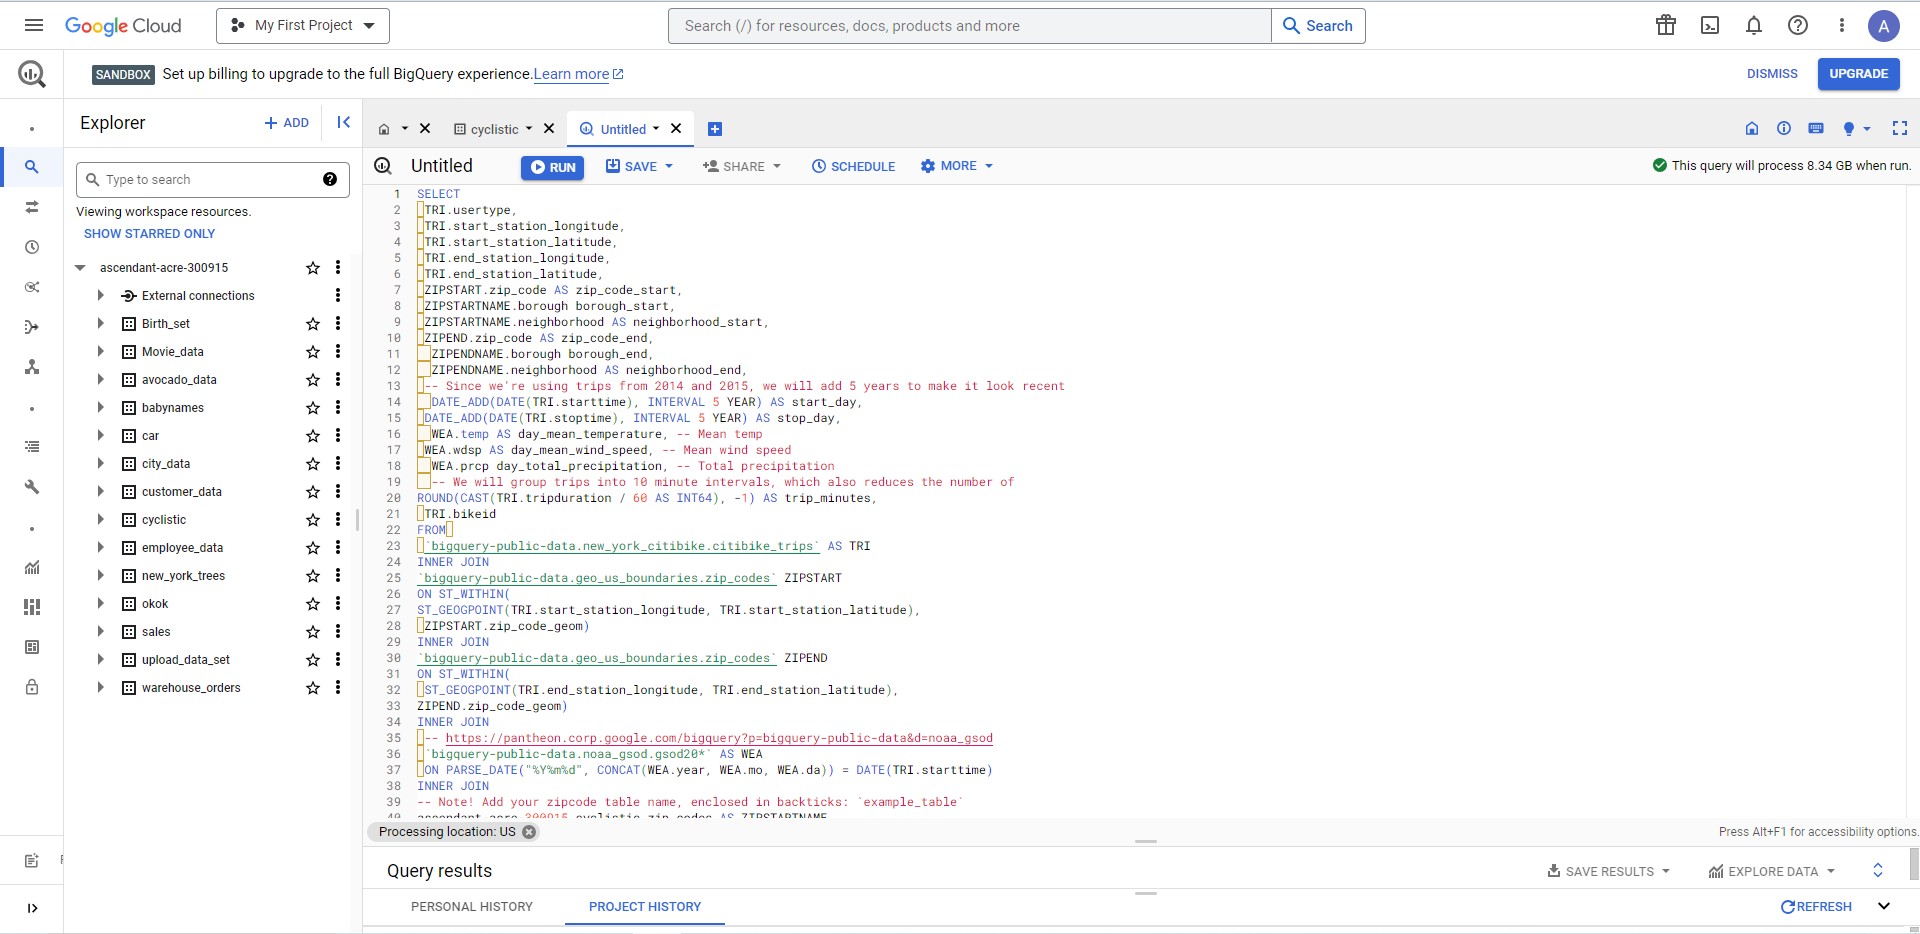 Google Cloud
My First Project
Search (/) for resources, docs, products and more
Search
A
SANDBOX Set up billing to upgrade to the full BigQuery experience. Learn more
DISMISS
UPGRADE
Explorer
+ ADD
Type to search
Viewing workspace resources.
SHOW STARRED ONLY
ascendant-acre-300915
External connections
Birth_set
Movie_data
avocado_data
babynames
car
city_data
customer_data
cyclistic
employee_data
new_york_trees
okok
sales
upload_data_set
warehouse_orders
cyclistic
Untitled
Untitled
RUN
SAVE
SHARE
SCHEDULE
MORE
This query will process 8.34 GB when run.
1 SELECT
2 TRI.usertype,
3 TRI.start_station_longitude,
4 TRI.start_station_latitude,
5 TRI.end_station_longitude,
6 TRI.end_station_latitude,
7 ZIPSTART.zip_code AS zip_code_start,
8 ZIPSTARTNAME.borough borough_start,
9 ZIPSTARTNAME.neighborhood AS neighborhood_start,
10 ZIPEND.zip_code AS zip_code_end,
11 ZIPENDNAME.borough borough_end,
12 ZIPENDNAME.neighborhood AS neighborhood_end,
13 -- Since we're using trips from 2014 and 2015, we will add 5 years to make it look recent
14 DATE_ADD(DATE(TRI.starttime), INTERVAL 5 YEAR) AS start_day,
15 DATE_ADD(DATE(TRI.stoptime), INTERVAL 5 YEAR) AS stop_day,
16 WEA.temp AS day_mean_temperature, -- Mean temp
17 WEA.wdsp AS day_mean_wind_speed, -- Mean wind speed
18 WEA.prcp day_total_precipitation, -- Total precipitation
19 -- We will group trips into 10 minute intervals, which also reduces the number of
20 ROUND(CAST(TRI.tripduration / 60 AS INT64), -1) AS trip_minutes,
21 TRI.bikeid
22 FROM
23 `bigquery-public-data.new_york_citibike.citibike_trips` AS TRI
24 INNER JOIN
25 `bigquery-public-data.geo_us_boundaries.zip_codes` ZIPSTART
26 ON ST_WITHIN(
27 ST_GEOGPOINT(TRI.start_station_longitude, TRI.start_station_latitude),
28 ZIPSTART.zip_code_geom)
29 INNER JOIN
30 `bigquery-public-data.geo_us_boundaries.zip_codes` ZIPEND
31 ON ST_WITHIN(
32 ST_GEOGPOINT(TRI.end_station_longitude, TRI.end_station_latitude),
33 ZIPEND.zip_code_geom)
34 INNER JOIN
35 -- https://pantheon.corp.google.com/bigquery?p=bigquery-public-data&d=noaa_gsod
36 `bigquery-public-data.noaa_gsod.gsod20*` AS WEA
37 ON PARSE_DATE("%Y%m%d", CONCAT(WEA.year, WEA.mo, WEA.da)) = DATE(TRI.starttime)
38 INNER JOIN
39 -- Note! Add your zipcode table name, enclosed in backticks: `example_table`
40 ascendant-acre-300915.cyclistic.zip_codes AS ZIPSTARTNAME
Processing location: US
Press Alt+F1 for accessibility options.
Query results
SAVE RESULTS
EXPLORE DATA
PERSONAL HISTORY
PROJECT HISTORY
REFRESH